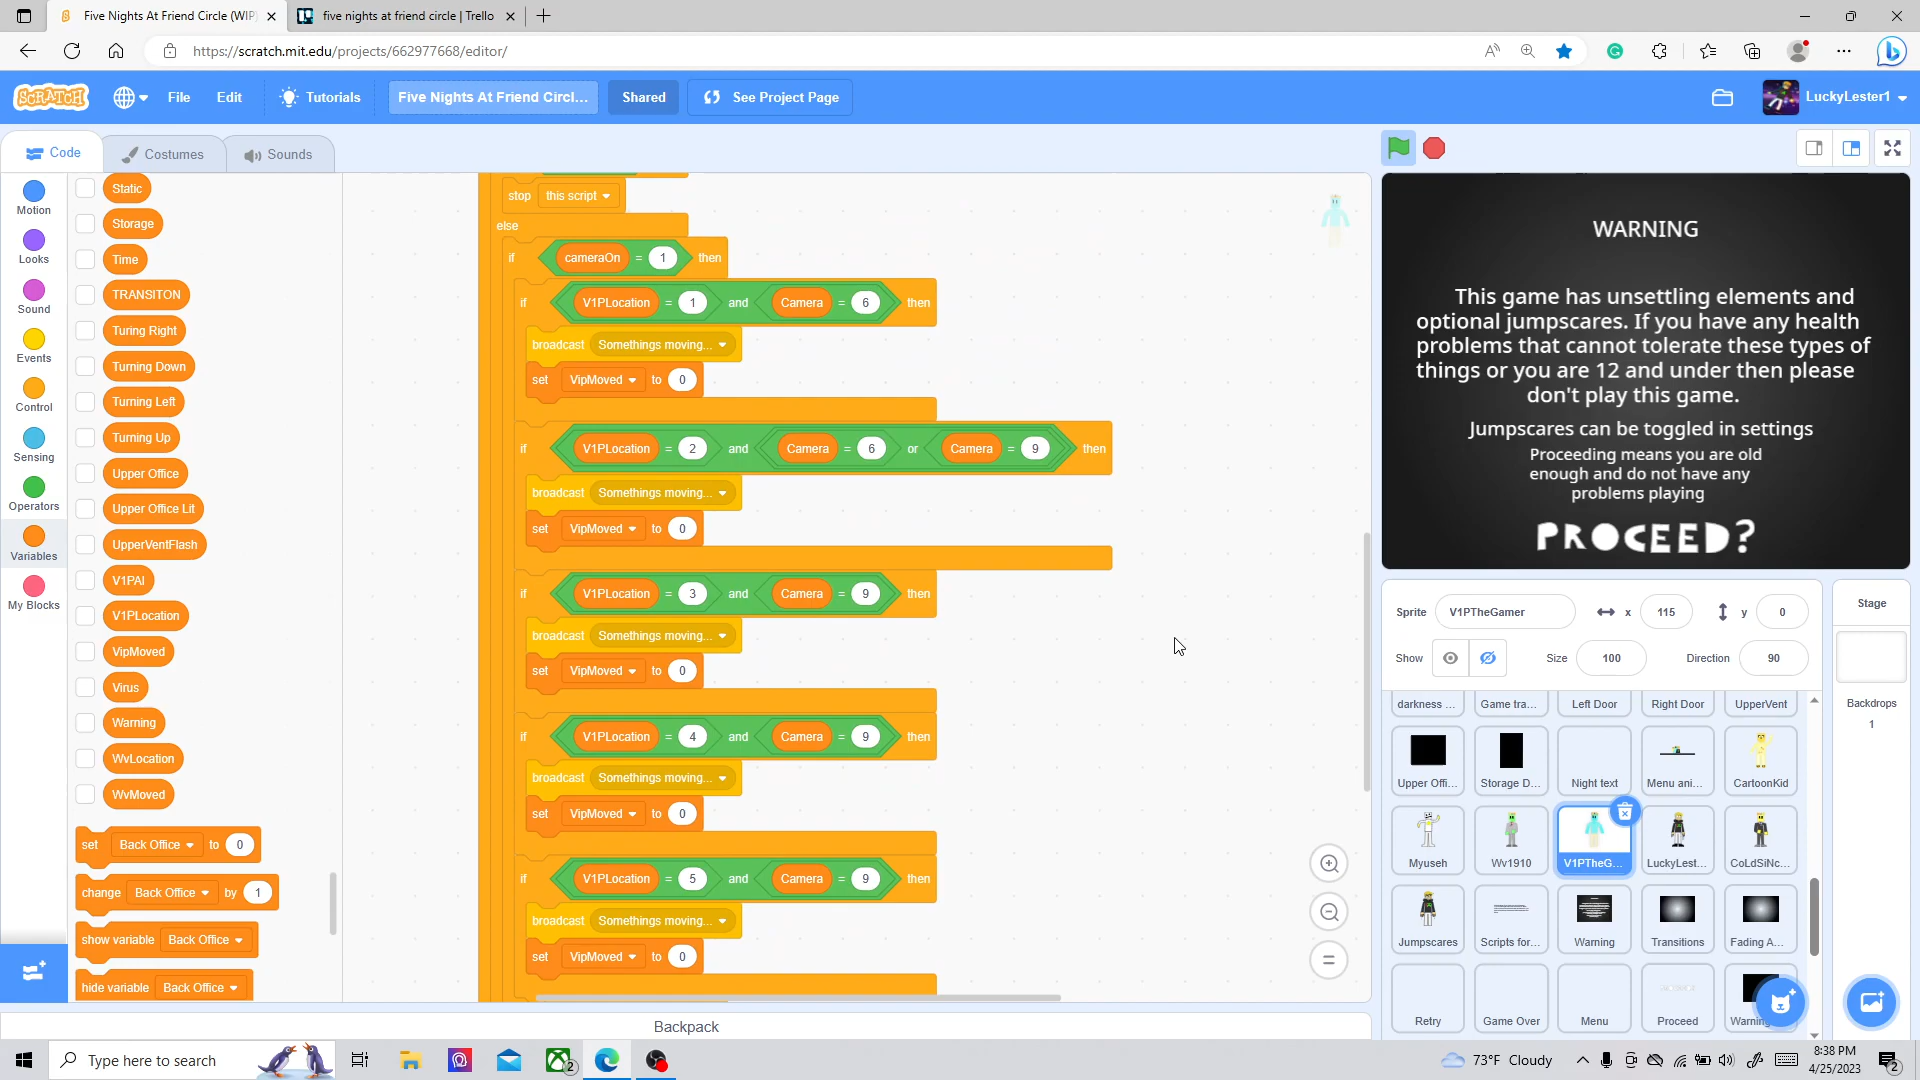 Five Nights At Friend Circle (WIP)
five nights at friend circle | Trello
https://scratch.mit.edu/projects/662977668/editor/
SCRATCH
File
Edit
Tutorials
Five Nights At Friend Circl...
Shared
See Project Page
LuckyLester1
Code
Costumes
Sounds
Motion
Looks
Sound
Events
Control
Sensing
Operators
Variables
My Blocks
Static
Storage
Time
TRANSITON
Turing Right
Turning Down
Turning Left
Turning Up
Upper Office
Upper Office Lit
UpperVentFlash
V1PAI
V1PLocation
VipMoved
Virus
Warning
WvLocation
WvMoved
set Back Office to 0
change Back Office by 1
show variable Back Office
hide variable Back Office
stop this script
else
if cameraOn = 1 then
if V1PLocation = 1 and Camera = 6 then
broadcast Somethings moving...
set VipMoved to 0
if V1PLocation = 2 and Camera = 6 or Camera = 9 then
broadcast Somethings moving...
set VipMoved to 0
if V1PLocation = 3 and Camera = 9 then
broadcast Somethings moving...
set VipMoved to 0
if V1PLocation = 4 and Camera = 9 then
broadcast Somethings moving...
set VipMoved to 0
if V1PLocation = 5 and Camera = 9 then
broadcast Somethings moving...
set VipMoved to 0
Backpack
WARNING
This game has unsettling elements and
optional jumpscares. If you have any health
problems that cannot tolerate these types of
things or you are 12 and under then please
don't play this game.
Jumpscares can be toggled in settings
Proceeding means you are old
enough and do not have any
problems playing
PROCEED?
Sprite V1PTheGamer x 115 y 0
Show Size 100 Direction 90
Stage
Backdrops
1
darkness ... Game tra... Left Door Right Door UpperVent
Upper Offi... Storage D... Night text Menu ani... CartoonKid
Myuseh Wv1910 V1PTheG... LuckyLest... CoLdSiNc...
Jumpscares Scripts for... Warning Transitions Fading A...
Retry Game Over Menu Proceed
Type here to search
2
73°F Cloudy
8:38 PM
4/25/2023
2